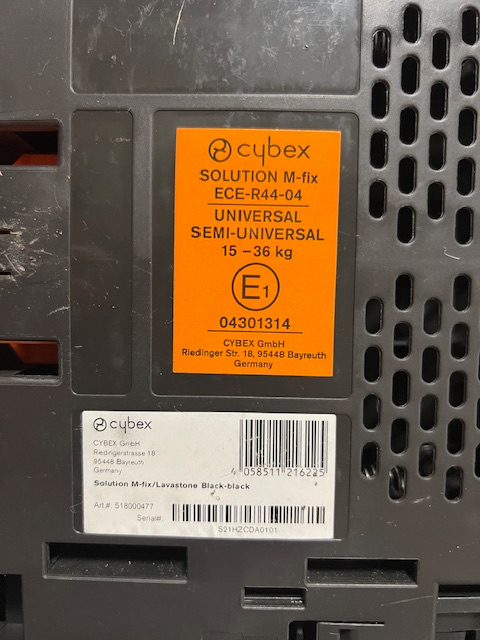 cybex
SOLUTION M-fix
ECE-R44-04
UNIVERSAL
SEMI-UNIVERSAL
15 – 36 kg
E1
04301314
CYBEX GmbH
Riedinger Str. 18, 95448 Bayreuth
Germany
cybex
CYBEX GmbH
Riedingerstrasse 18
95448 Bayreuth
Germany
4 058511 216225
Solution M-fix/Lavastone Black-black
Art.#: 518000477
Serial#:
S21HZCDA0101